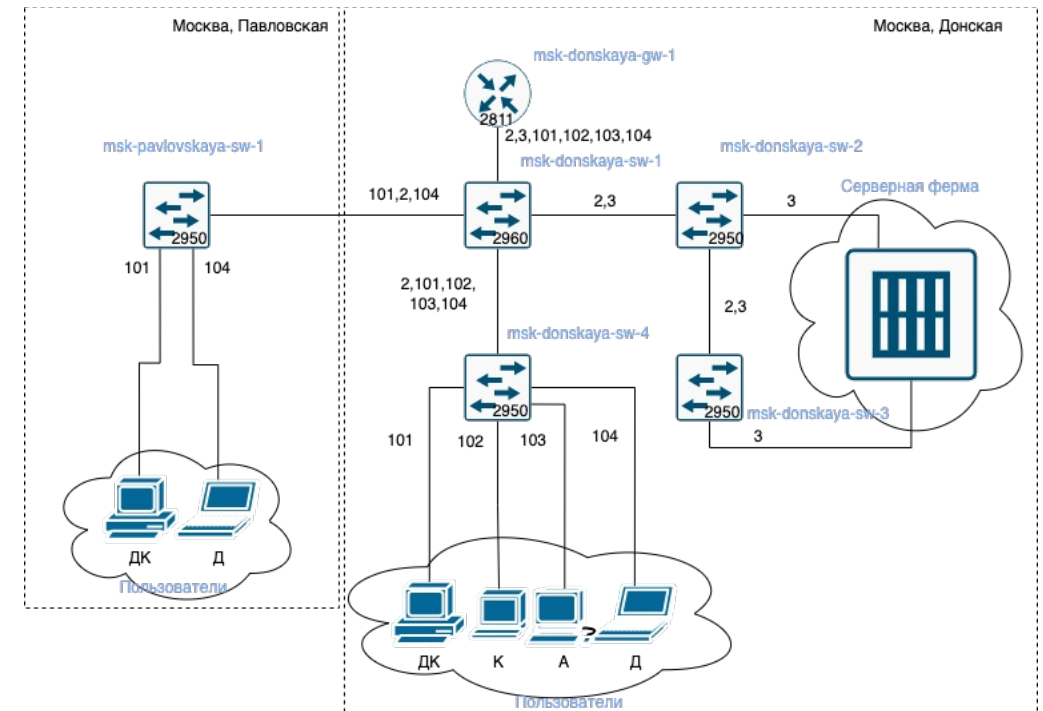 Москва, Павловская
Москва, Донская
msk-donskaya-gw-1
2811
2,3,101,102,103,104
msk-pavlovskaya-sw-1
msk-donskaya-sw-1
msk-donskaya-sw-2
Серверная ферма
101,2,104
2,3
3
2950
2960
2950
101
104
2,101,102,
103,104
2,3
msk-donskaya-sw-4
2950
2950
msk-donskaya-sw-3
101
102
103
104
3
ДК
Д
Пользователи
?
ДК
К
А
Д
Пользователи